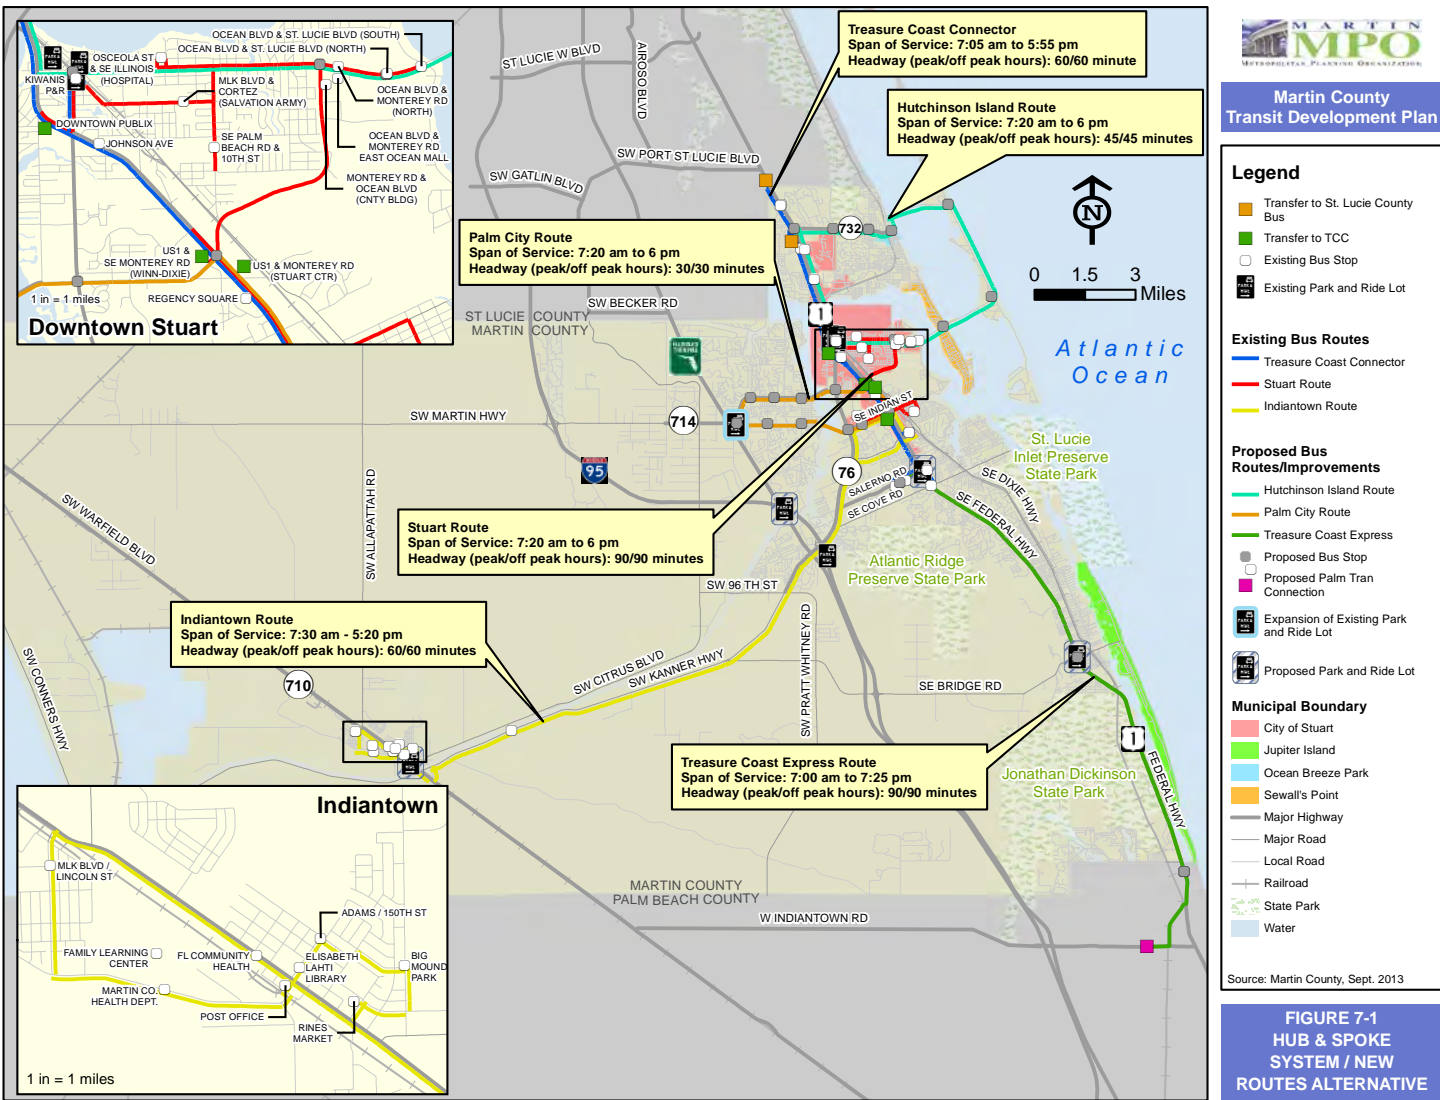 OCEAN BLVD & ST. LUCIE BLVD (SOUTH)
OCEAN BLVD & ST. LUCIE BLVD (NORTH)
OSCEOLA ST
& SE ILLINOIS
(HOSPITAL)
KIWANIS
P&R
MLK BLVD &
CORTEZ
(SALVATION ARMY)
OCEAN BLVD &
MONTEREY RD
(NORTH)
DOWNTOWN PUBLIX
JOHNSON AVE
SE PALM
BEACH RD &
10TH ST
OCEAN BLVD &
MONTEREY RD
EAST OCEAN MALL
MONTEREY RD &
OCEAN BLVD
(CNTY BLDG)
US1 &
SE MONTEREY RD
(WINN-DIXIE)
US1 & MONTEREY RD
(STUART CTR)
REGENCY SQUARE
1 in = 1 miles
Downtown Stuart
Treasure Coast Connector
Span of Service: 7:05 am to 5:55 pm
Headway (peak/off peak hours): 60/60 minute
Hutchinson Island Route
Span of Service: 7:20 am to 6 pm
Headway (peak/off peak hours): 45/45 minutes
Palm City Route
Span of Service: 7:20 am to 6 pm
Headway (peak/off peak hours): 30/30 minutes
Stuart Route
Span of Service: 7:20 am to 6 pm
Headway (peak/off peak hours): 90/90 minutes
Indiantown Route
Span of Service: 7:30 am - 5:20 pm
Headway (peak/off peak hours): 60/60 minutes
Treasure Coast Express Route
Span of Service: 7:00 am to 7:25 pm
Headway (peak/off peak hours): 90/90 minutes
ST LUCIE W BLVD
AIROSO BLVD
SW PORT ST LUCIE BLVD
SW GATLIN BLVD
732
N
0 1.5 3
Miles
SW BECKER RD
ST LUCIE COUNTY
MARTIN COUNTY
1
Atlantic
Ocean
SW MARTIN HWY
714
SE INDIAN ST
95
76
St. Lucie
Inlet Preserve
State Park
SALERNO RD
SE COVE RD
SE DIXIE HWY
SE FEDERAL HWY
SW WARFIELD BLVD
SW ALLAPATTAH RD
Atlantic Ridge
Preserve State Park
SW 96 TH ST
SW PRATT WHITNEY RD
SW CITRUS BLVD
SW KANNER HWY
SE BRIDGE RD
SW CONNERS HWY
710
1
FEDERAL HWY
Jonathan Dickinson
State Park
MARTIN COUNTY
PALM BEACH COUNTY
W INDIANTOWN RD
Indiantown
MLK BLVD /
LINCOLN ST
ADAMS / 150TH ST
FAMILY LEARNING
CENTER
FL COMMUNITY
HEALTH
ELISABETH
LAHTI
LIBRARY
BIG
MOUND
PARK
MARTIN CO.
HEALTH DEPT.
POST OFFICE
RINES
MARKET
1 in = 1 miles
MARTIN
MPO
METROPOLITAN PLANNING ORGANIZATION
Martin County
Transit Development Plan
Legend
Transfer to St. Lucie County
Bus
Transfer to TCC
Existing Bus Stop
Existing Park and Ride Lot
Existing Bus Routes
Treasure Coast Connector
Stuart Route
Indiantown Route
Proposed Bus
Routes/Improvements
Hutchinson Island Route
Palm City Route
Treasure Coast Express
Proposed Bus Stop
Proposed Palm Tran
Connection
Expansion of Existing Park
and Ride Lot
Proposed Park and Ride Lot
Municipal Boundary
City of Stuart
Jupiter Island
Ocean Breeze Park
Sewall's Point
Major Highway
Major Road
Local Road
Railroad
State Park
Water
Source: Martin County, Sept. 2013
FIGURE 7-1
HUB & SPOKE
SYSTEM / NEW
ROUTES ALTERNATIVE